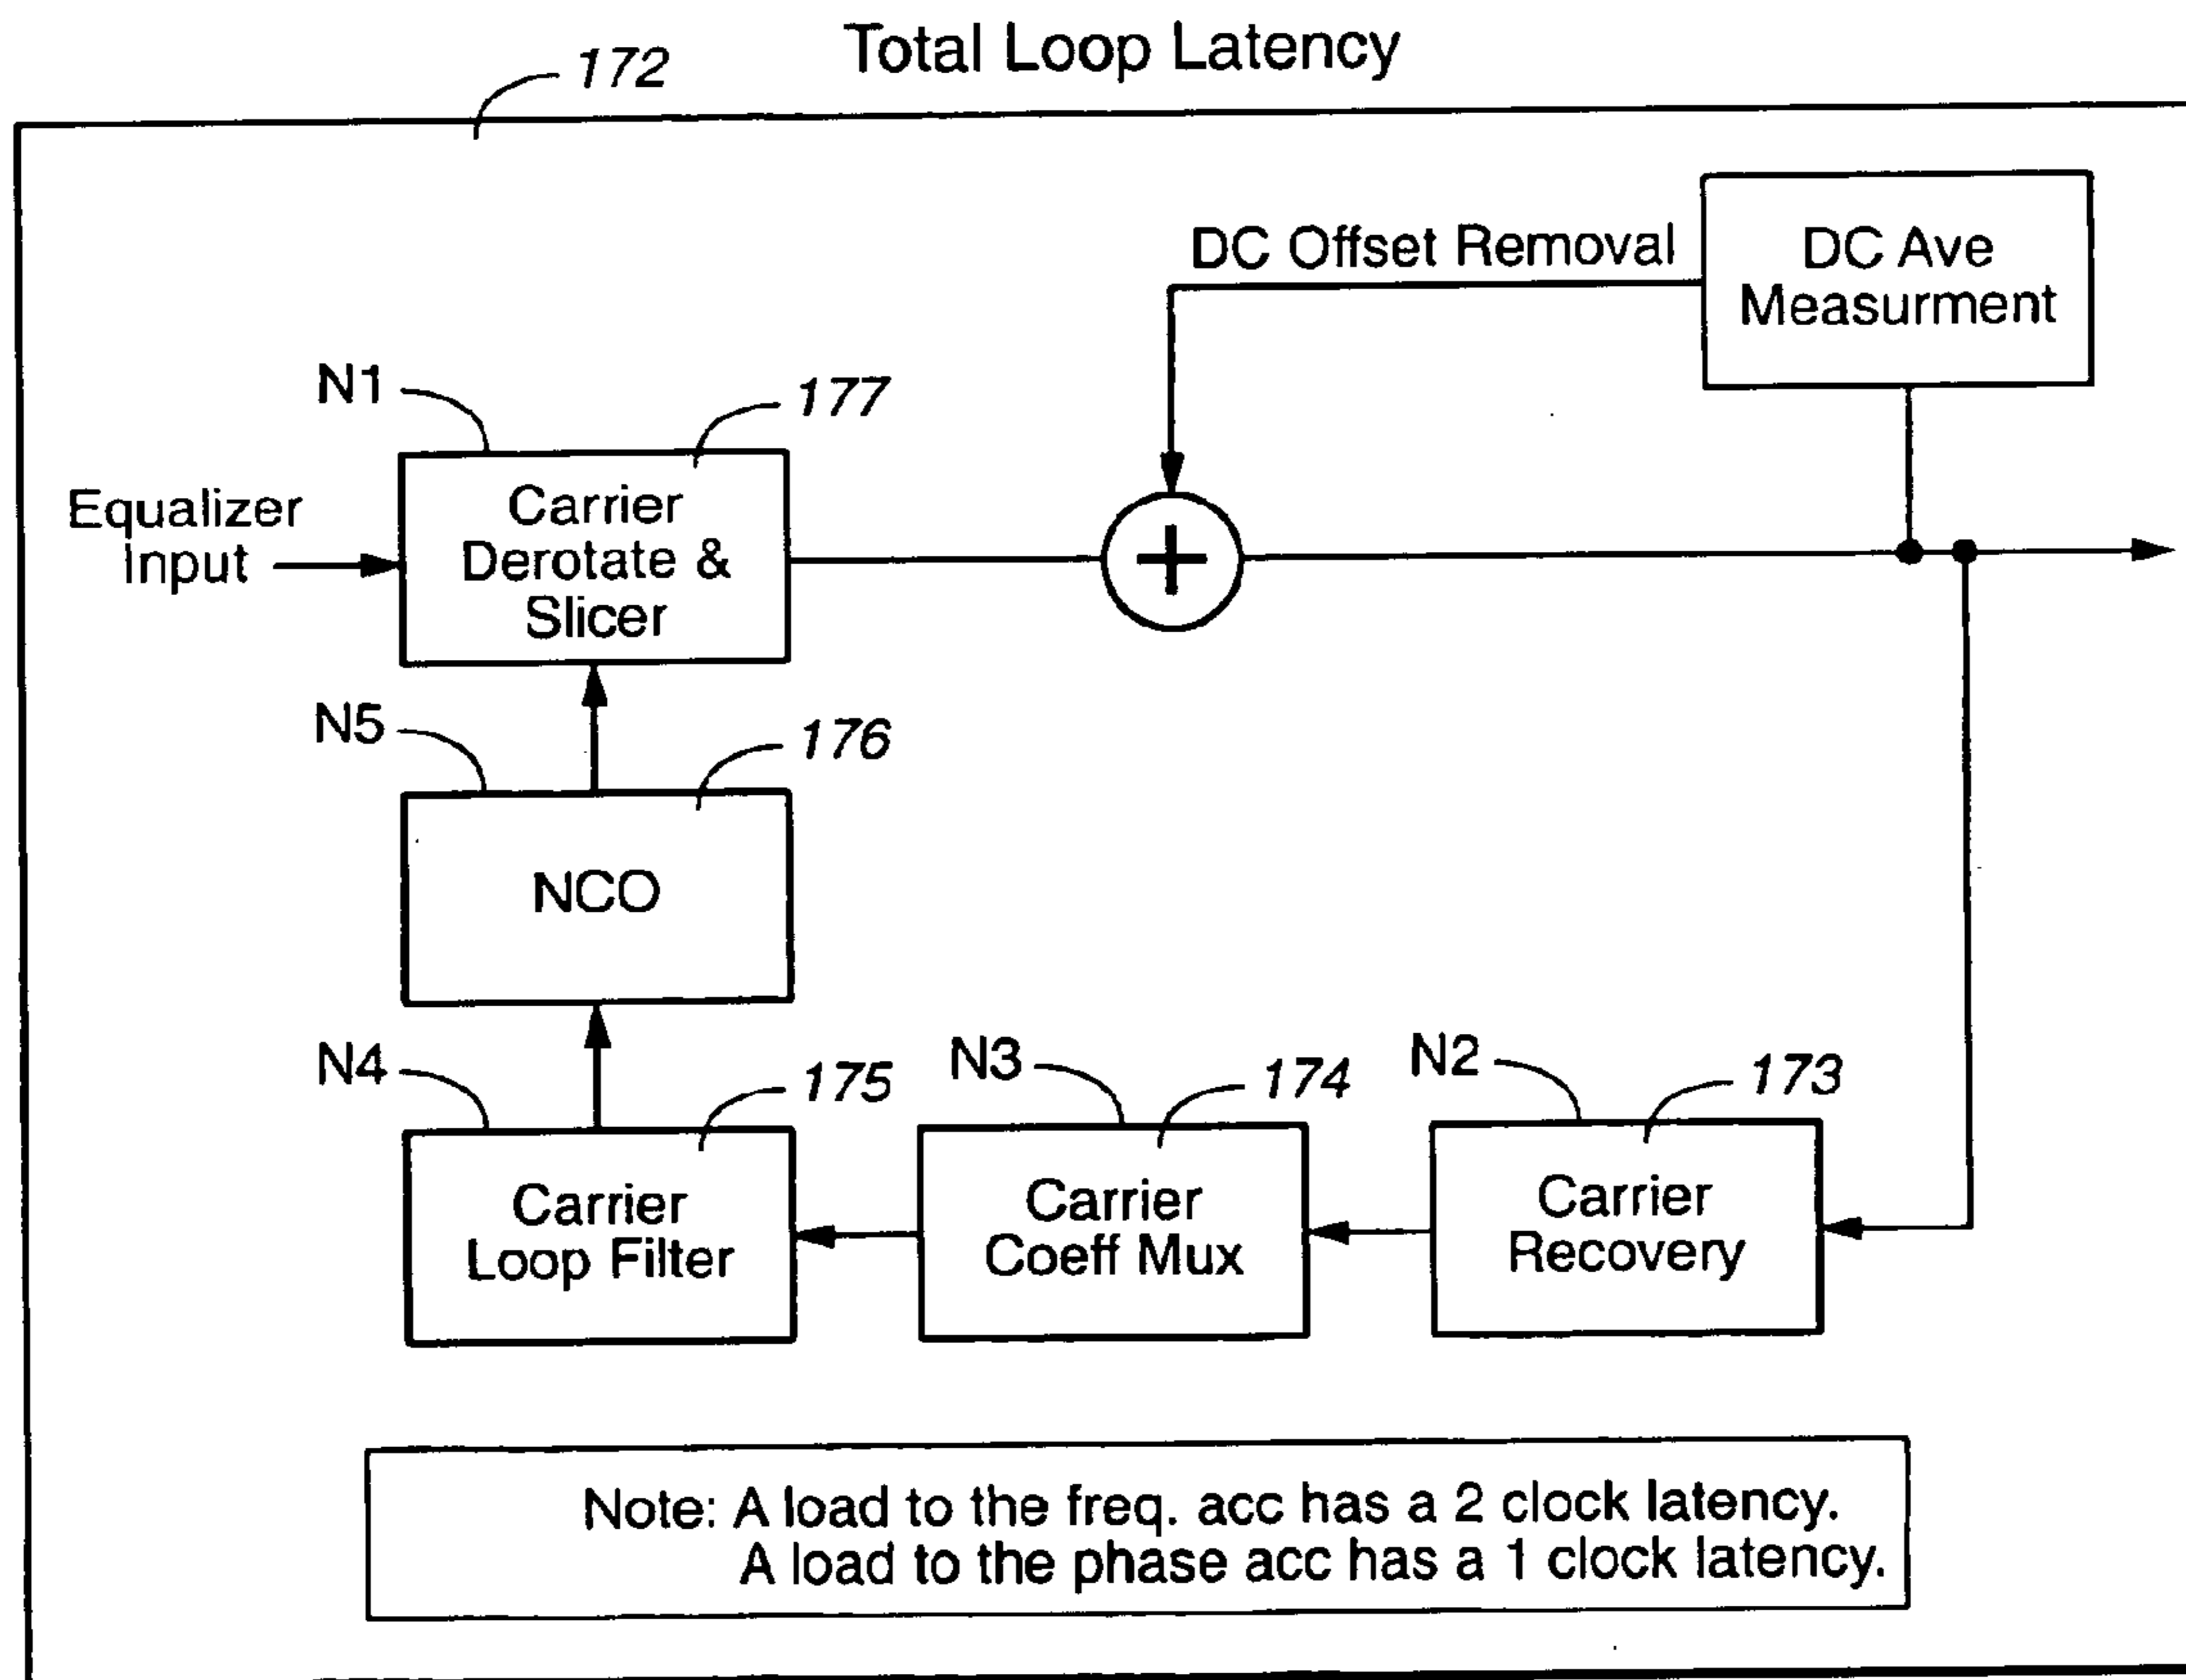 Total Loop Latency
172
DC Offset Removal
DC Ave
Measurment
N1
177
Equalizer
Input
Carrier
Derotate &
Slicer
+
N5
176
NCO
N4
175
Carrier
Loop Filter
N3
174
Carrier
Coeff Mux
N2
173
Carrier
Recovery
Note: A load to the freq. acc has a 2 clock latency.
A load to the phase acc has a 1 clock latency.